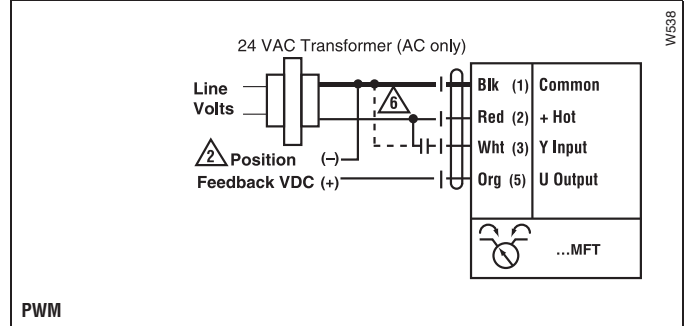 W538
24 VAC Transformer (AC only)
Line
Volts
Blk (1) Common
6
Red (2) + Hot
Wht (3) Y Input
2 Position (–)
Feedback VDC (+)
Org (5) U Output
...MFT
PWM